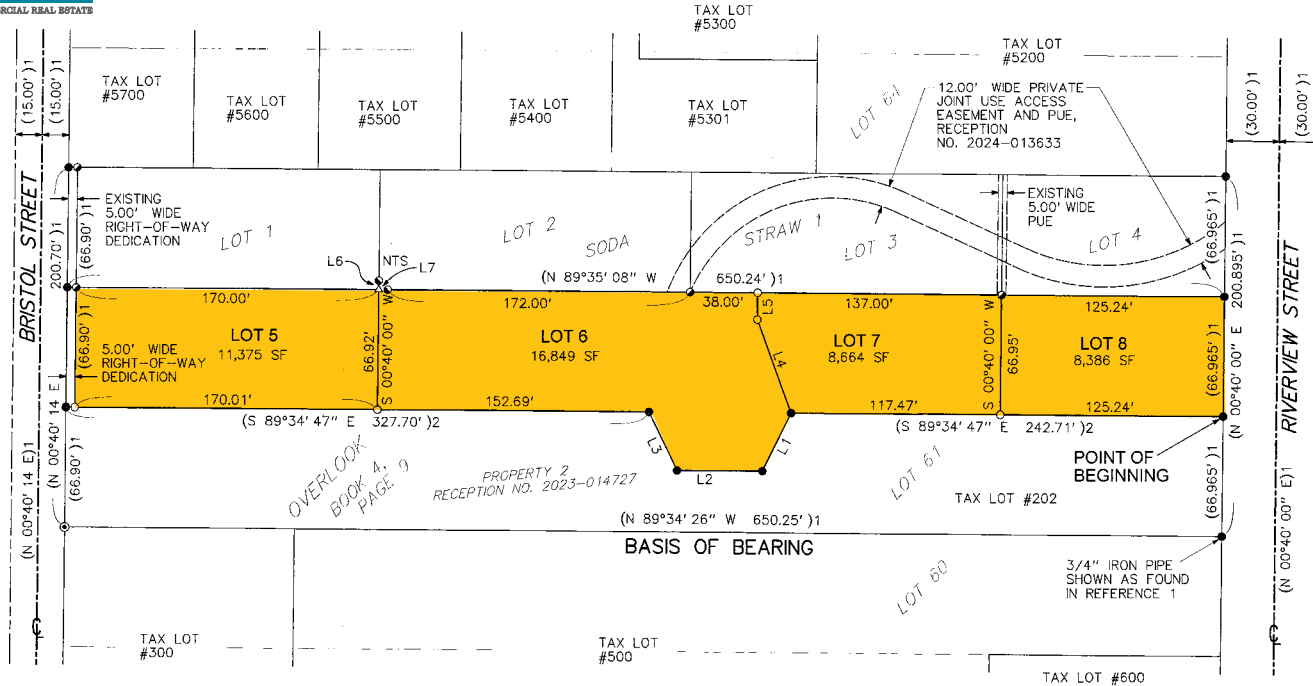 RCIAL REAL ESTATE
TAX LOT
#5300
TAX LOT
#5200
TAX LOT
#5700
TAX LOT
#5600
TAX LOT
#5500
TAX LOT
#5400
TAX LOT
#5301
LOT 64
12.00' WIDE PRIVATE
JOINT USE ACCESS
EASEMENT AND PUE,
RECEPTION
NO. 2024-013633
(15.00')1
(15.00')1
(30.00')1
(30.00')1
BRISTOL STREET
EXISTING
5.00' WIDE
RIGHT-OF-WAY
DEDICATION
200.70')1
(66.90')1
LOT 1
LOT 2
SODA
STRAW 1
LOT 3
LOT 4
EXISTING
5.00' WIDE
PUE
(66.965')1
200.895')1
RIVERVIEW STREET
L6
NTS
L7
(N 89°35'08" W
650.24')1
170.00'
172.00'
38.00'
137.00'
125.24'
LOT 5
11,375 SF
LOT 6
16,849 SF
LOT 7
8,664 SF
LOT 8
8,386 SF
(66.90')1
5.00' WIDE
RIGHT-OF-WAY
DEDICATION
66.92'
S 00°40'00" W
L5
L4
S 00°40'00" W
66.95'
(66.965')1
(N 00°40'00" E
170.01'
152.69'
117.47'
125.24'
(S 89°34'47" E 327.70')2
(S 89°34'47" E 242.71')2
L3
L1
L2
(N 00°40'14 E)1
(N 00°40'14 E)
(66.90')1
OVERLOOK
BOOK 4,
PAGE 9
PROPERTY 2
RECEPTION NO. 2023-014727
LOT 61
TAX LOT #202
POINT OF
BEGINNING
(66.965')1
(N 00°40'00" E)1
(N 89°34'26" W 650.25')1
BASIS OF BEARING
LOT 60
3/4" IRON PIPE
SHOWN AS FOUND
IN REFERENCE 1
TAX LOT
#300
TAX LOT
#500
TAX LOT #600